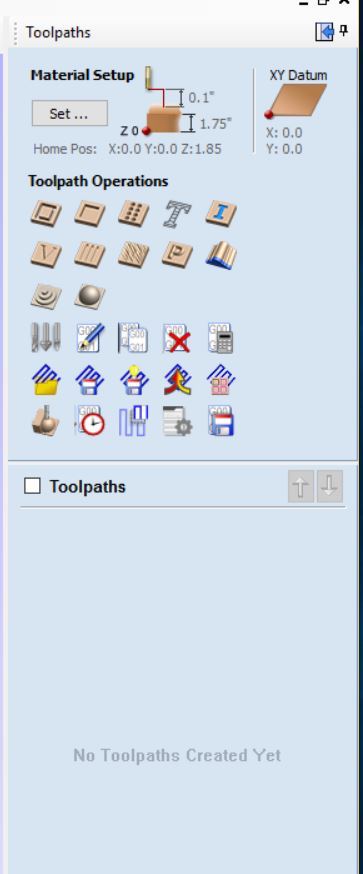 Toolpaths
Material Setup
XY Datum
0.1"
Set ...
1.75"
Z 0
X: 0.0
Home Pos: X:0.0 Y:0.0 Z:1.85
Y: 0.0
Toolpath Operations
Toolpaths
No Toolpaths Created Yet